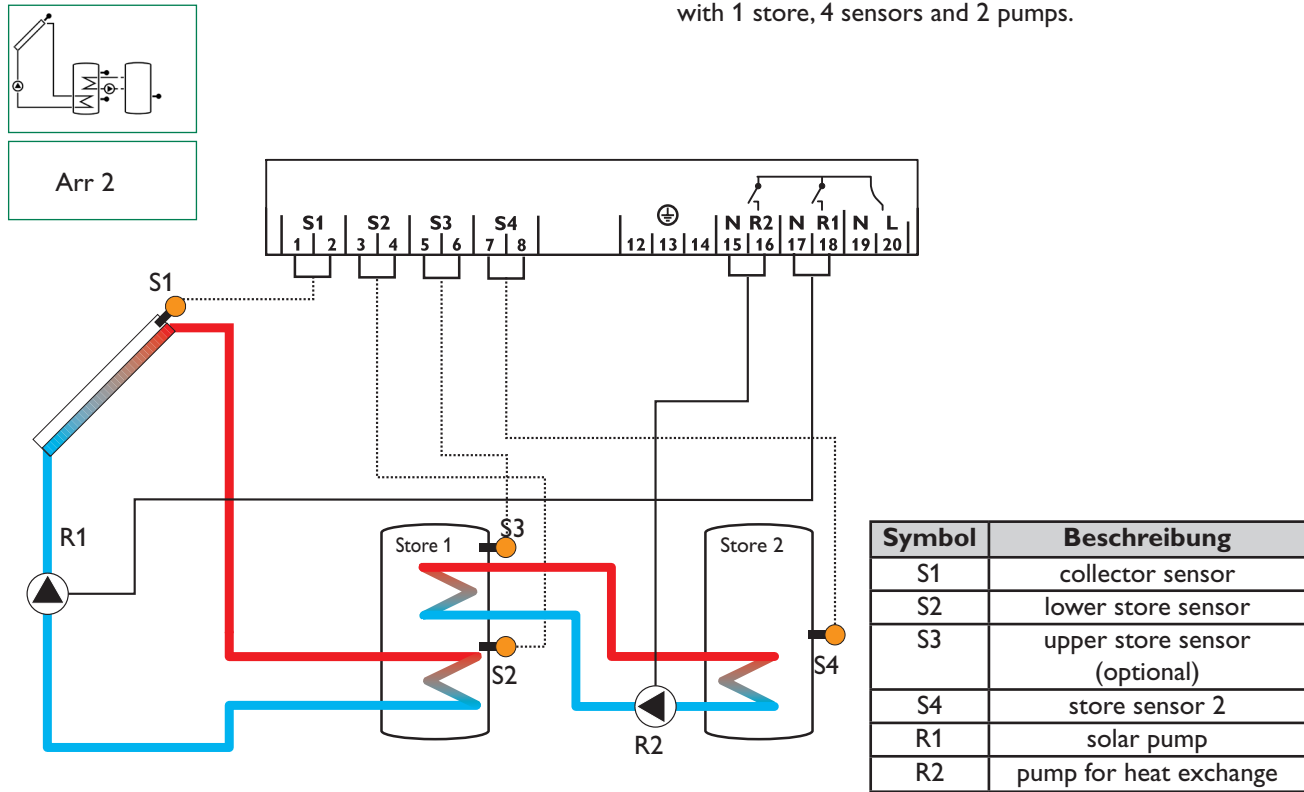 with 1 store, 4 sensors and 2 pumps.
Arr 2
S1 S2 S3 S4 N R2 N R1 N L
1 2 3 4 5 6 7 8 12 13 14 15 16 17 18 19 20
S1
R1
Store 1
S3
S2
R2
Store 2
S4
Symbol Beschreibung
S1 collector sensor
S2 lower store sensor
S3 upper store sensor
(optional)
S4 store sensor 2
R1 solar pump
R2 pump for heat exchange